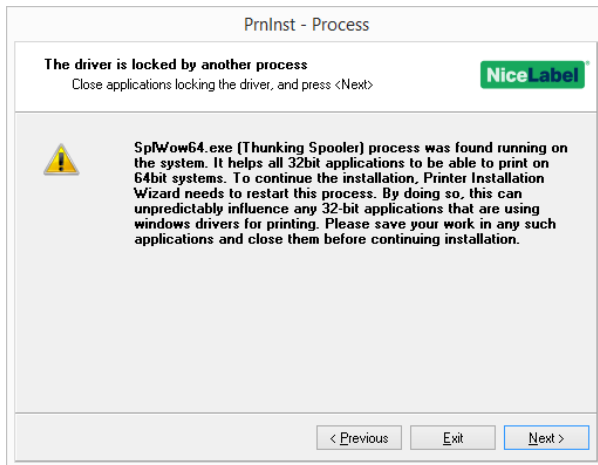 PrnInst - Process
The driver is locked by another process
Close applications locking the driver, and press <Next>
NiceLabel
SplWow64.exe (Thunking Spooler) process was found running on
the system. It helps all 32bit applications to be able to print on
64bit systems. To continue the installation, Printer Installation
Wizard needs to restart this process. By doing so, this can
unpredictably influence any 32-bit applications that are using
windows drivers for printing. Please save your work in any such
applications and close them before continuing installation.
< Previous Exit Next >